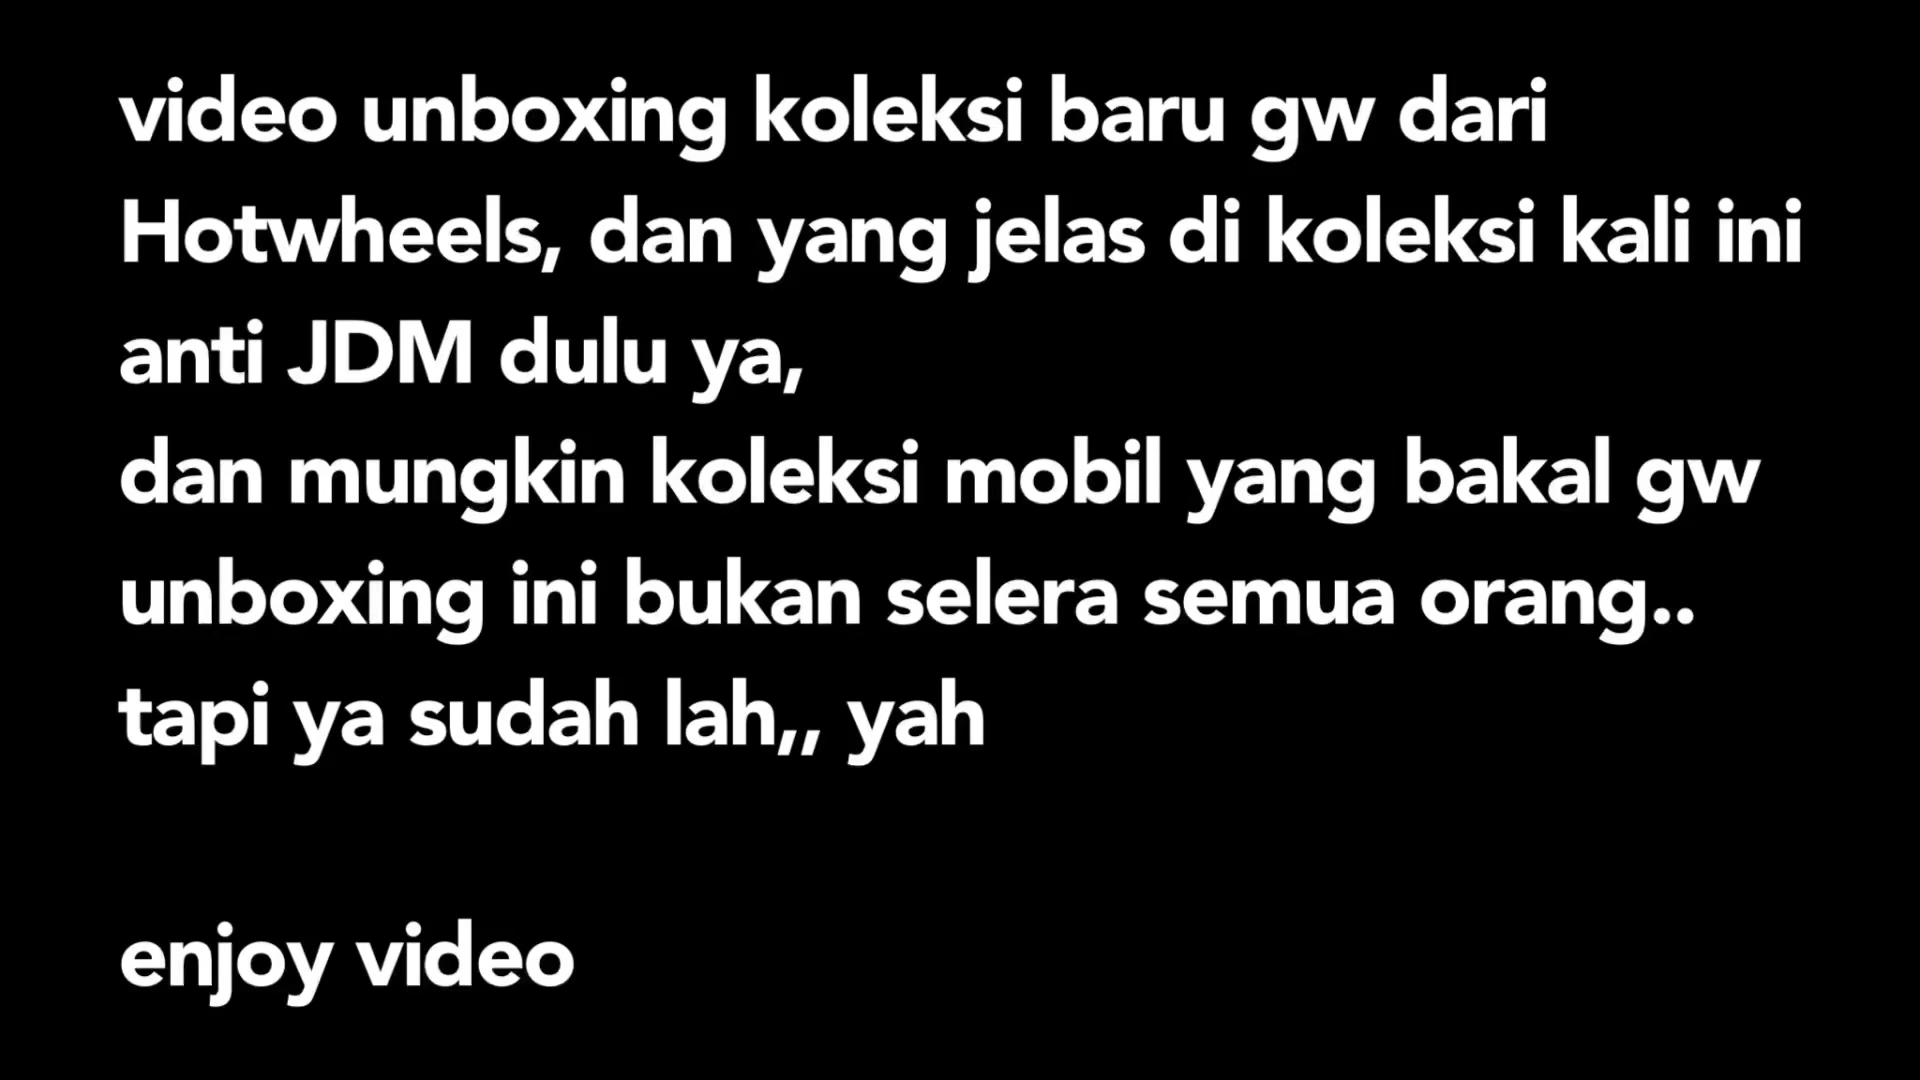 video unboxing koleksi baru gw dari
Hotwheels, dan yang jelas di koleksi kali ini
anti JDM dulu ya,
dan mungkin koleksi mobil yang bakal gw
unboxing ini bukan selera semua orang..
tapi ya sudah lah,, yah
enjoy video